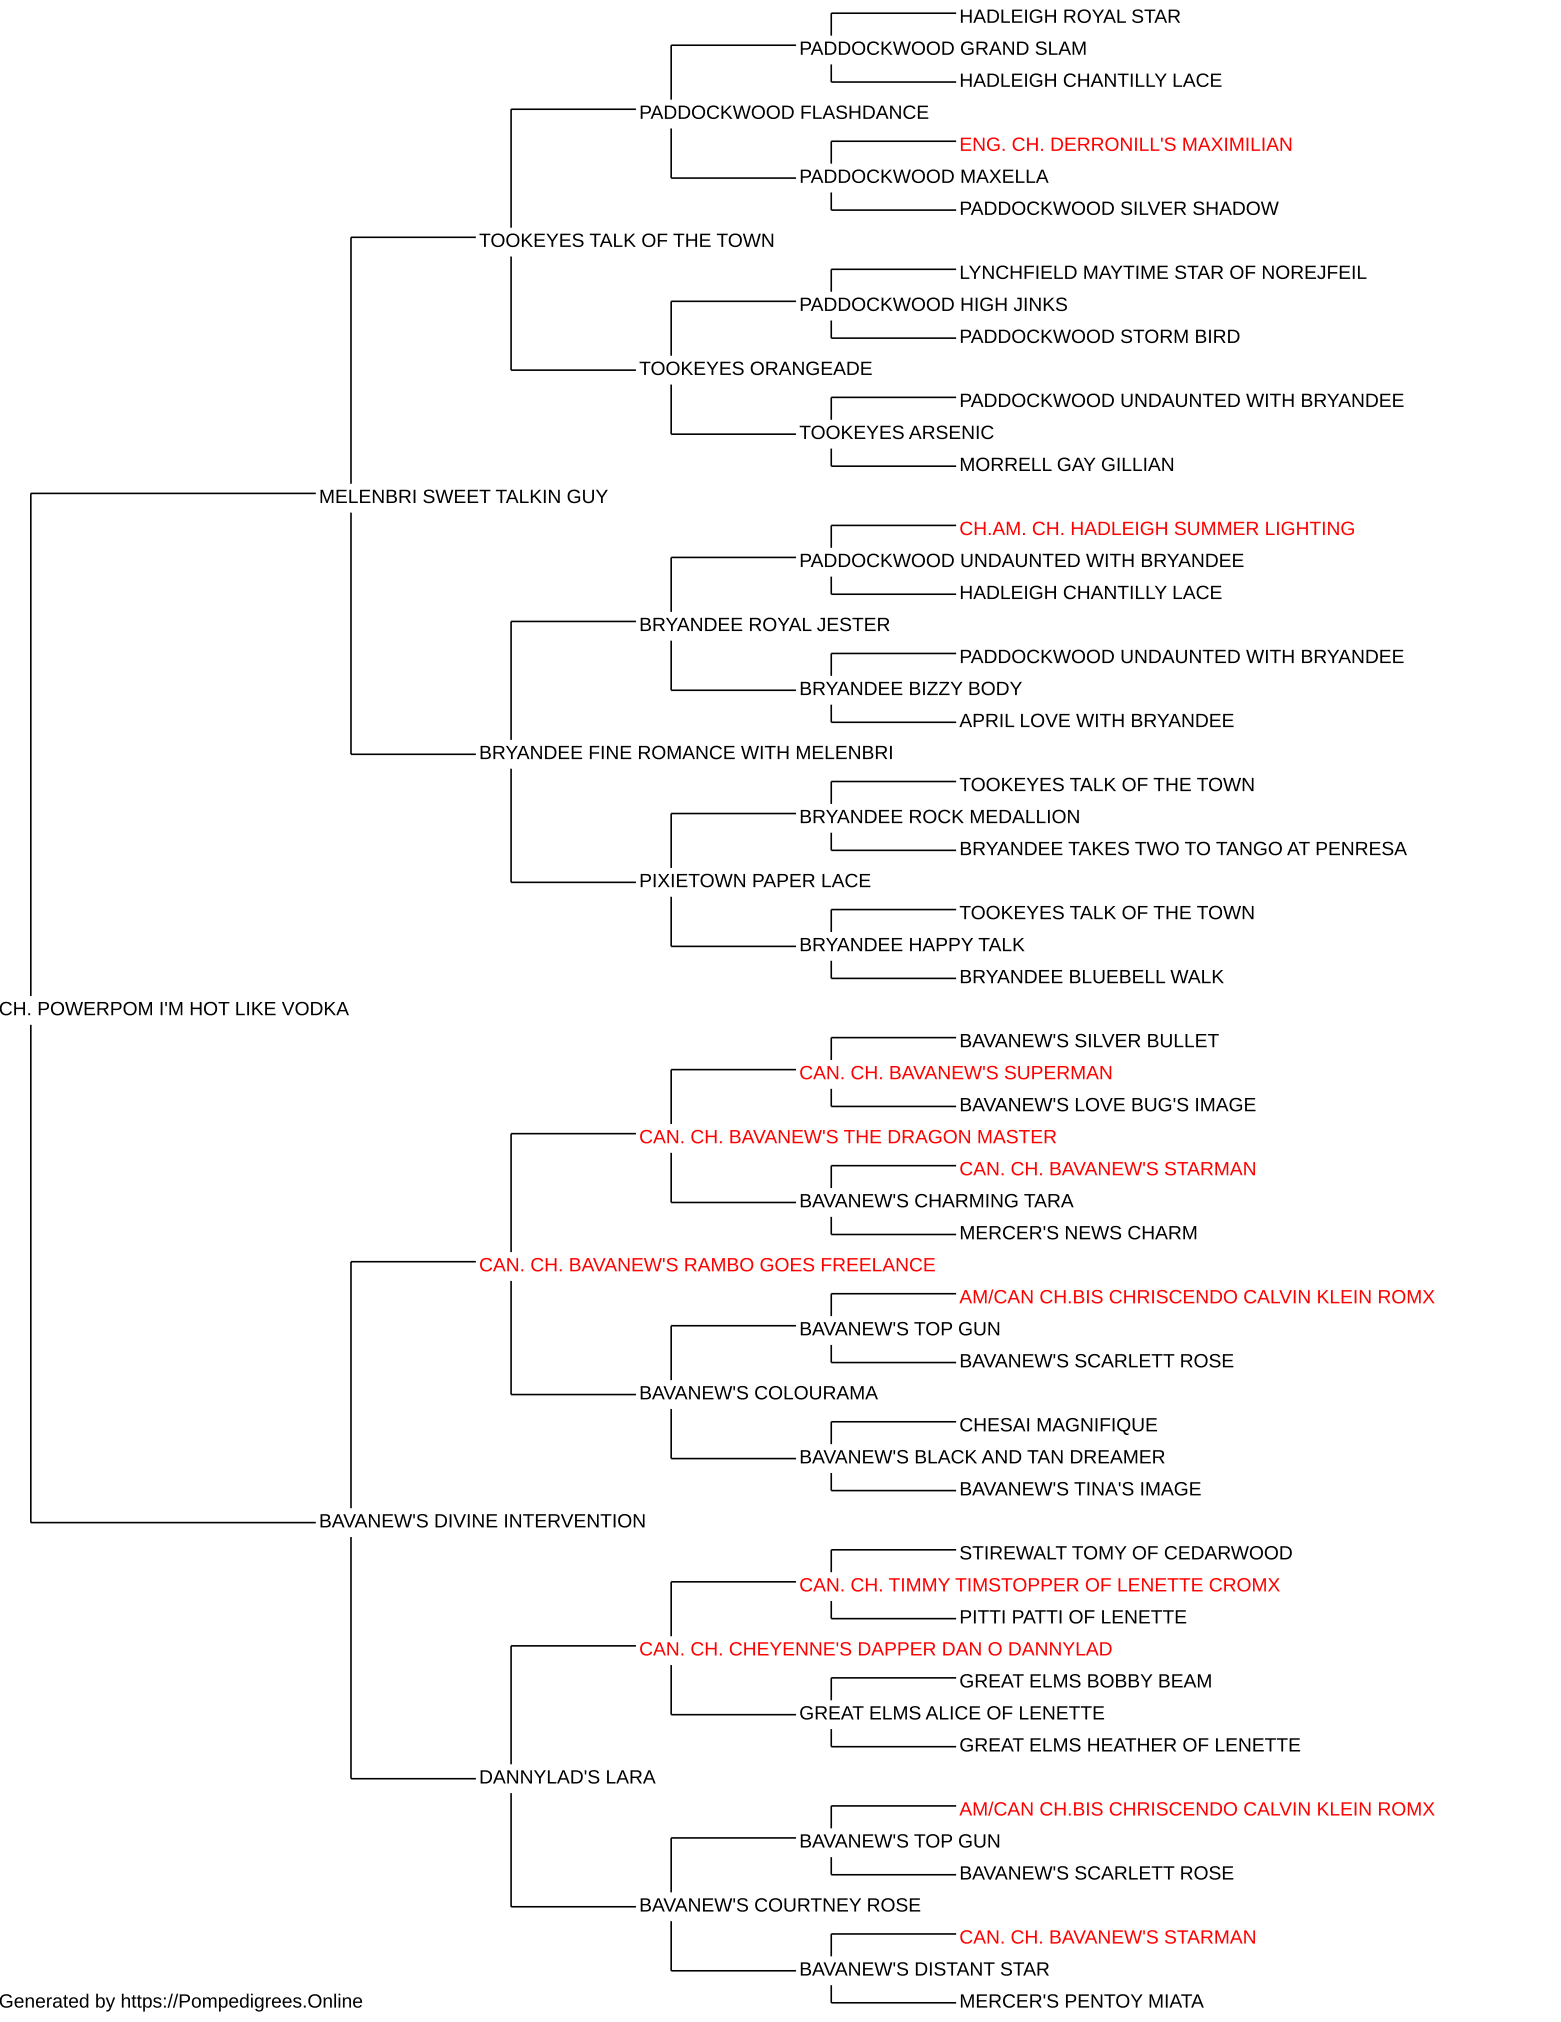 HADLEIGH ROYAL STAR
PADDOCKWOOD GRAND SLAM
HADLEIGH CHANTILLY LACE
PADDOCKWOOD FLASHDANCE
ENG. CH. DERRONILL'S MAXIMILIAN
PADDOCKWOOD MAXELLA
PADDOCKWOOD SILVER SHADOW
TOOKEYES TALK OF THE TOWN
LYNCHFIELD MAYTIME STAR OF NOREJFEIL
PADDOCKWOOD HIGH JINKS
PADDOCKWOOD STORM BIRD
TOOKEYES ORANGEADE
PADDOCKWOOD UNDAUNTED WITH BRYANDEE
TOOKEYES ARSENIC
MORRELL GAY GILLIAN
MELENBRI SWEET TALKIN GUY
CH.AM. CH. HADLEIGH SUMMER LIGHTING
PADDOCKWOOD UNDAUNTED WITH BRYANDEE
HADLEIGH CHANTILLY LACE
BRYANDEE ROYAL JESTER
PADDOCKWOOD UNDAUNTED WITH BRYANDEE
BRYANDEE BIZZY BODY
APRIL LOVE WITH BRYANDEE
BRYANDEE FINE ROMANCE WITH MELENBRI
TOOKEYES TALK OF THE TOWN
BRYANDEE ROCK MEDALLION
BRYANDEE TAKES TWO TO TANGO AT PENRESA
PIXIETOWN PAPER LACE
TOOKEYES TALK OF THE TOWN
BRYANDEE HAPPY TALK
BRYANDEE BLUEBELL WALK
CH. POWERPOM I'M HOT LIKE VODKA
BAVANEW'S SILVER BULLET
CAN. CH. BAVANEW'S SUPERMAN
BAVANEW'S LOVE BUG'S IMAGE
CAN. CH. BAVANEW'S THE DRAGON MASTER
CAN. CH. BAVANEW'S STARMAN
BAVANEW'S CHARMING TARA
MERCER'S NEWS CHARM
CAN. CH. BAVANEW'S RAMBO GOES FREELANCE
AM/CAN CH.BIS CHRISCENDO CALVIN KLEIN ROMX
BAVANEW'S TOP GUN
BAVANEW'S SCARLETT ROSE
BAVANEW'S COLOURAMA
CHESAI MAGNIFIQUE
BAVANEW'S BLACK AND TAN DREAMER
BAVANEW'S TINA'S IMAGE
BAVANEW'S DIVINE INTERVENTION
STIREWALT TOMY OF CEDARWOOD
CAN. CH. TIMMY TIMSTOPPER OF LENETTE CROMX
PITTI PATTI OF LENETTE
CAN. CH. CHEYENNE'S DAPPER DAN O DANNYLAD
GREAT ELMS BOBBY BEAM
GREAT ELMS ALICE OF LENETTE
GREAT ELMS HEATHER OF LENETTE
DANNYLAD'S LARA
AM/CAN CH.BIS CHRISCENDO CALVIN KLEIN ROMX
BAVANEW'S TOP GUN
BAVANEW'S SCARLETT ROSE
BAVANEW'S COURTNEY ROSE
CAN. CH. BAVANEW'S STARMAN
BAVANEW'S DISTANT STAR
MERCER'S PENTOY MIATA
Generated by https://Pompedigrees.Online